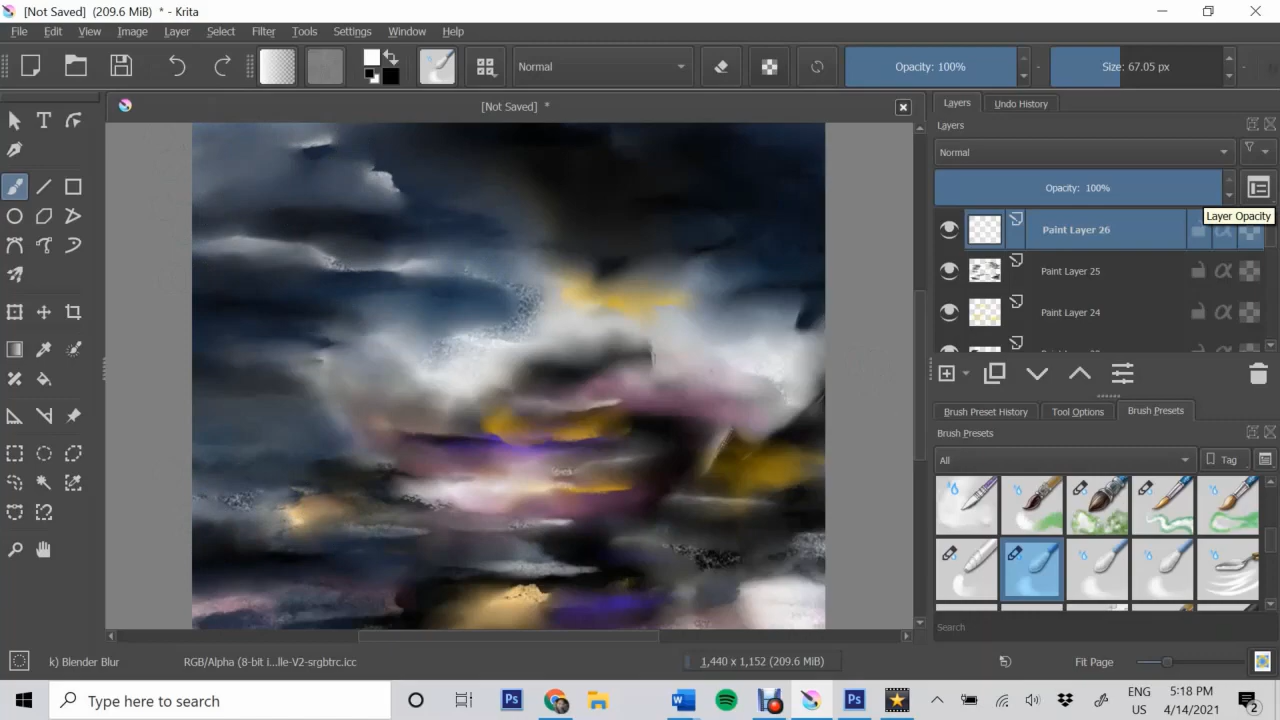 [Not Saved] (209.6 MiB) * - Krita
File Edit View Image Layer Select Filter Tools Settings Window Help
Normal
Opacity: 100%
Size: 67.05 px
[Not Saved] *
Layers Undo History
Layers
Normal
Opacity: 100%
Layer Opacity
Paint Layer 26
Paint Layer 25
Paint Layer 24
Brush Preset History Tool Options Brush Presets
Brush Presets
All
Tag
Search
k) Blender Blur
RGB/Alpha (8-bit i...lle-V2-srgbtrc.icc
1,440 x 1,152 (209.6 MiB)
Fit Page
Type here to search
ENG
US
5:18 PM
4/14/2021
2